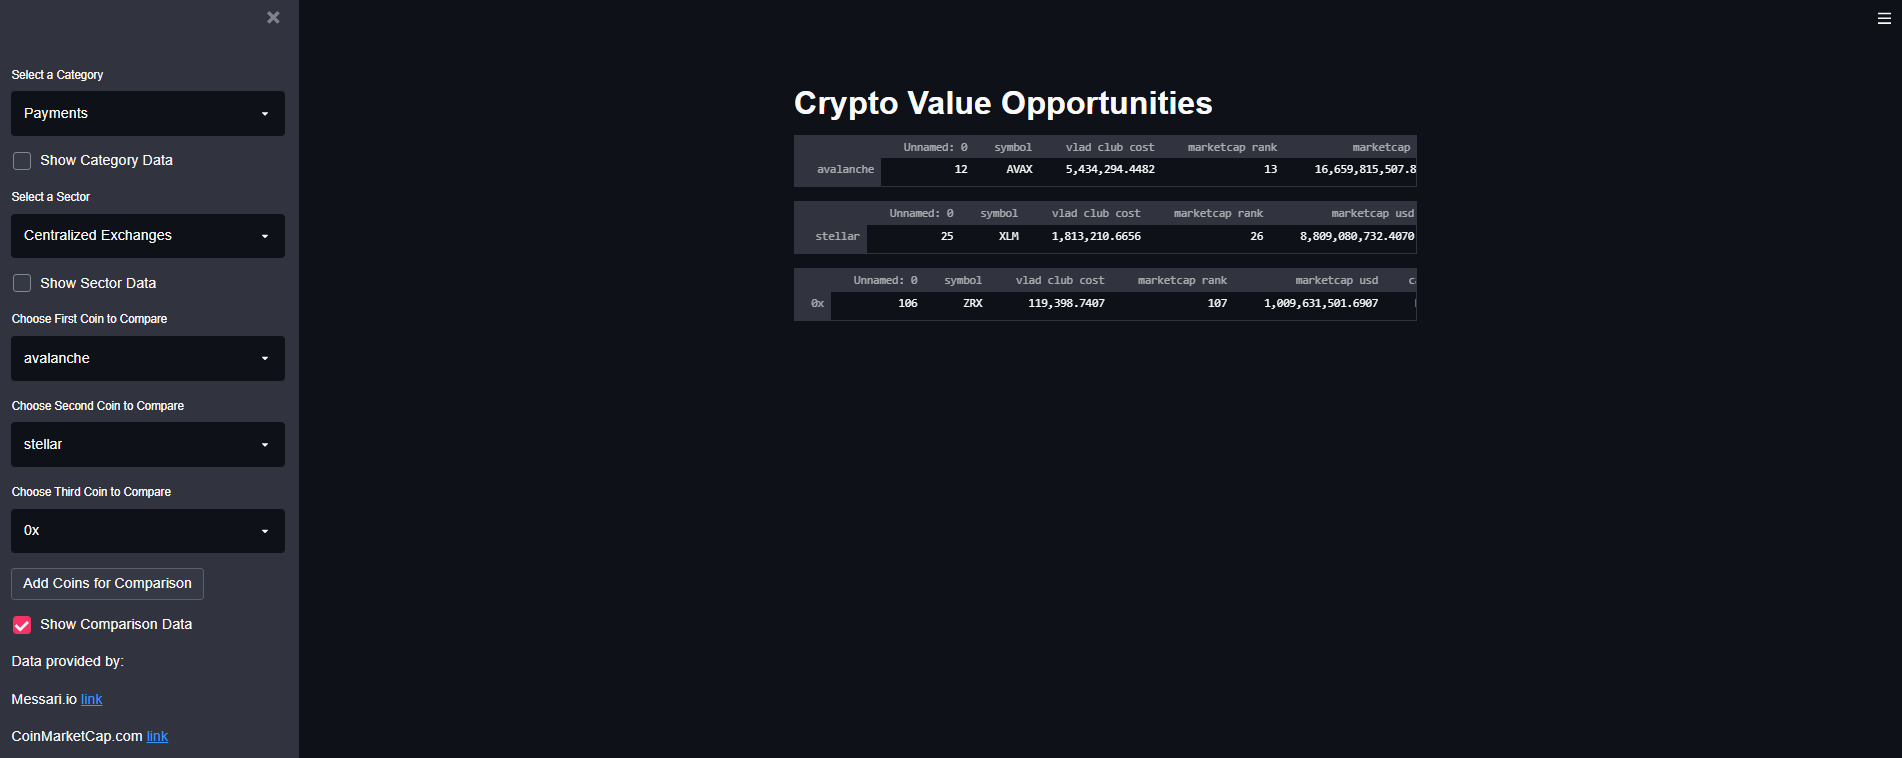 Select a Category
Payments
Show Category Data
Select a Sector
Centralized Exchanges
Show Sector Data
Choose First Coin to Compare
avalanche
Choose Second Coin to Compare
stellar
Choose Third Coin to Compare
0x
Add Coins for Comparison
Show Comparison Data
Data provided by:
Messari.io link
CoinMarketCap.com link
Crypto Value Opportunities
Unnamed: 0 symbol vlad club cost marketcap rank marketcap
avalanche 12 AVAX 5,434,294.4482 13 16,659,815,507.8
Unnamed: 0 symbol vlad club cost marketcap rank marketcap usd
stellar 25 XLM 1,813,210.6656 26 8,809,080,732.4070
Unnamed: 0 symbol vlad club cost marketcap rank marketcap usd
0x 106 ZRX 119,398.7407 107 1,009,631,501.6907